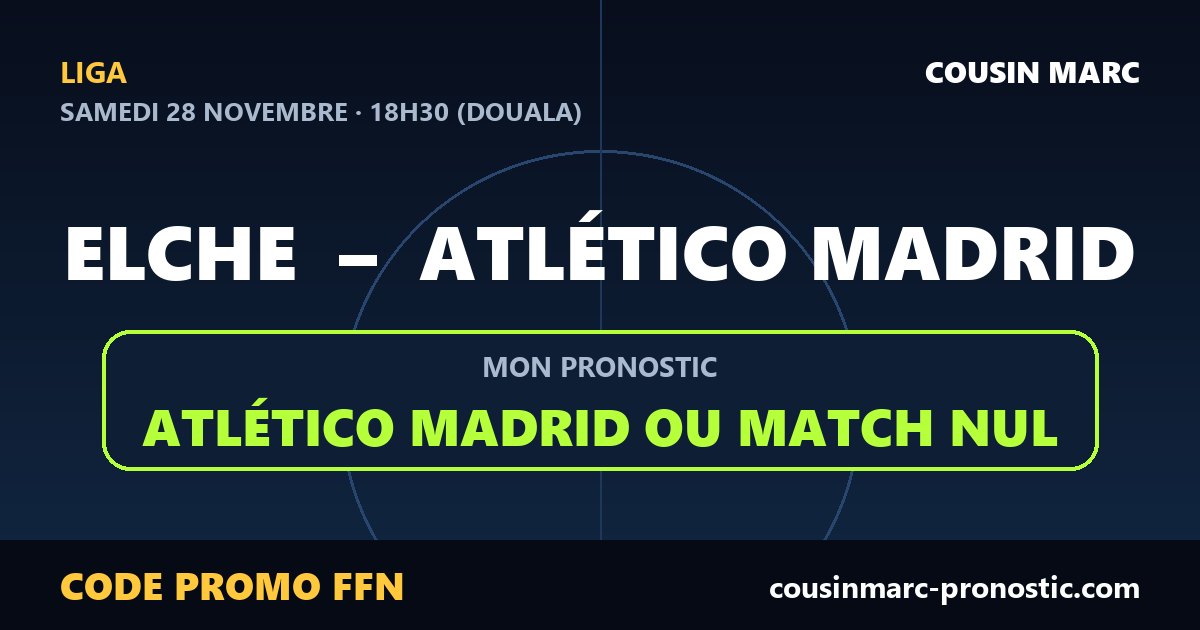 LIGA
COUSIN MARC
SAMEDI 28 NOVEMBRE · 18H30 (DOUALA)
ELCHE – ATLÉTICO MADRID
MON PRONOSTIC
ATLÉTICO MADRID OU MATCH NUL
CODE PROMO FFN
cousinmarc-pronostic.com